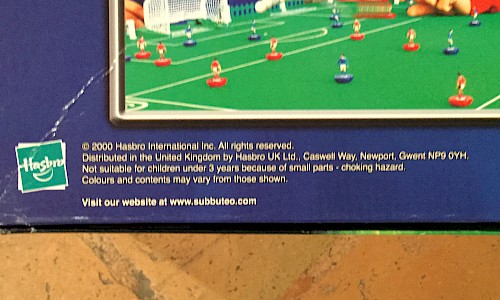 Hasbro
© 2000 Hasbro International Inc. All rights reserved.
Distributed in the United Kingdom by Hasbro UK Ltd., Caswell Way, Newport, Gwent NP9 0YH.
Not suitable for children under 3 years because of small parts - choking hazard.
Colours and contents may vary from those shown.
Visit our website at www.subbuteo.com